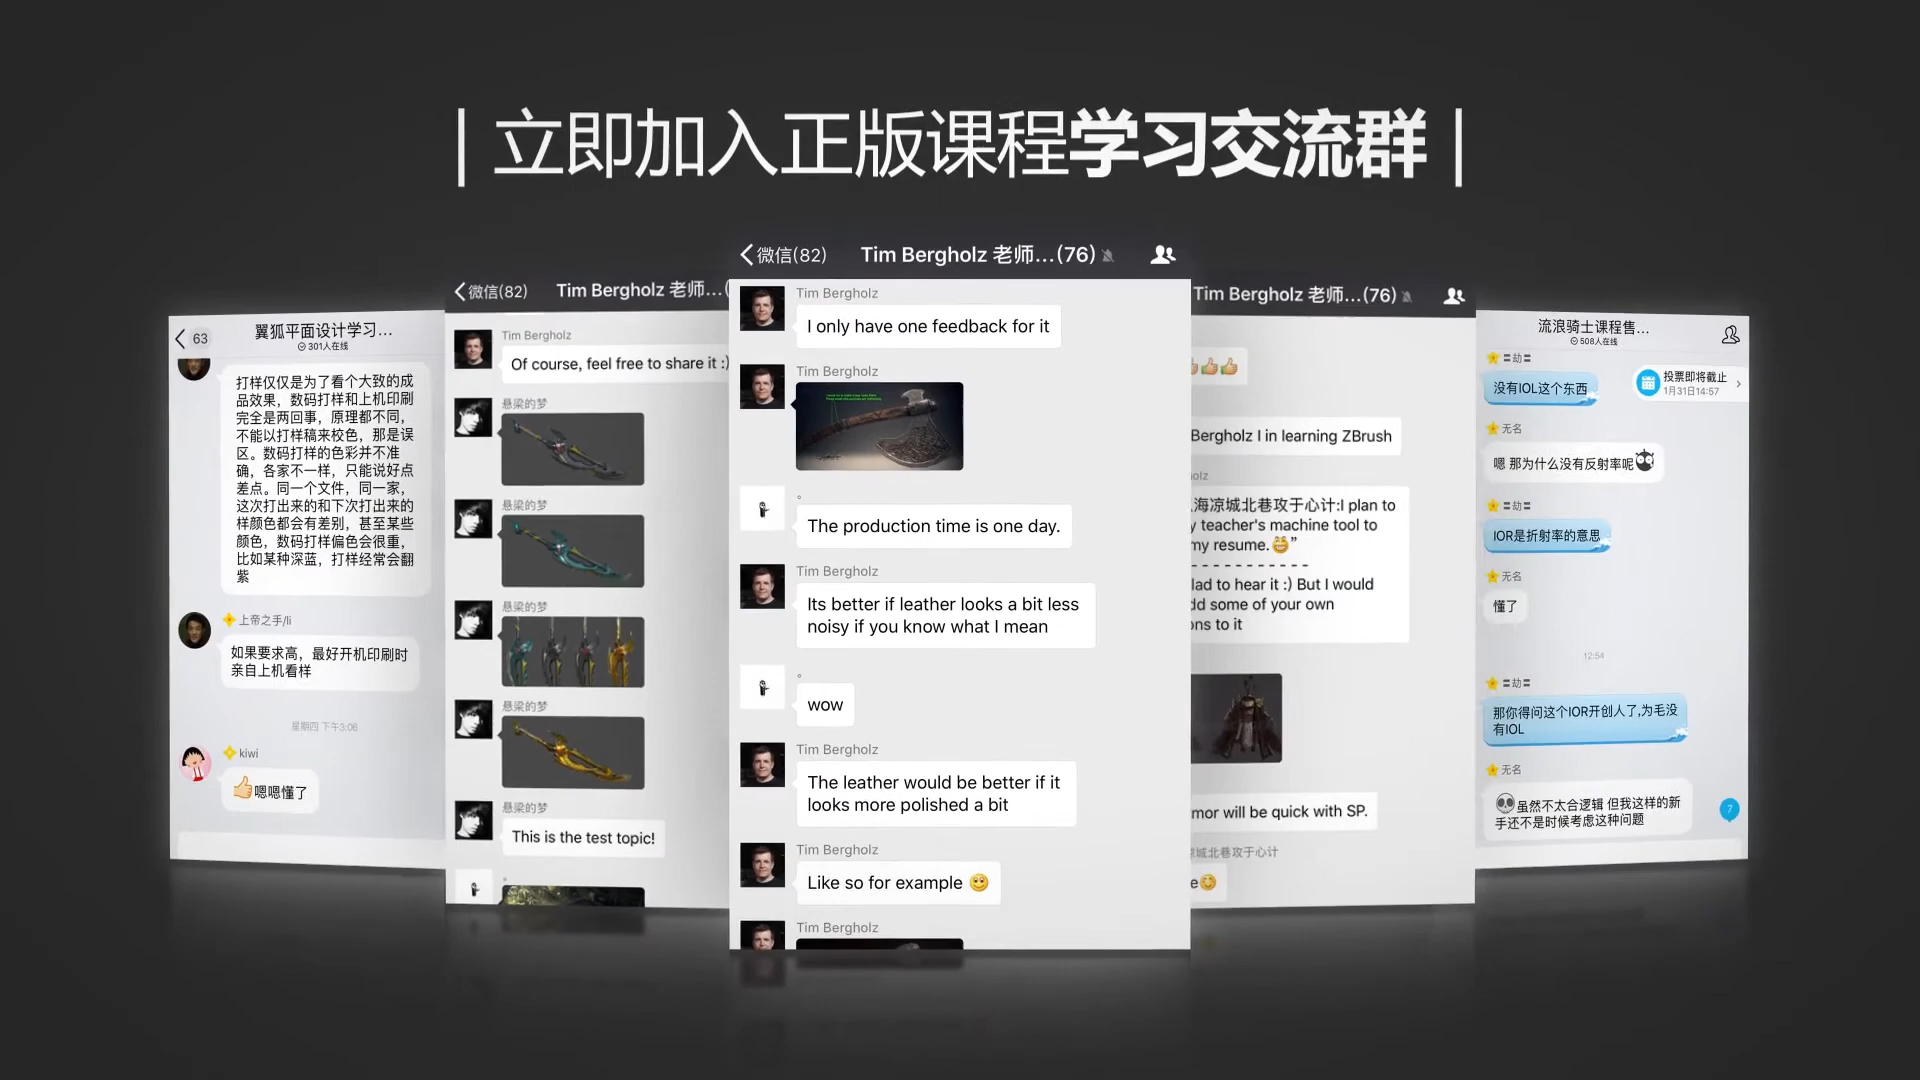 立即加入正版课程学习交流群
63
翼狐平面设计学习...
301人在线
打样仅仅是为了看个大致的成
品效果，数码打样和上机印刷
完全是两回事，原理都不同，
不能以打样稿来校色，那是误
区。数码打样的色彩并不准
确，各家不一样，只能说好点
差点。同一个文件，同一家，
这次打出来的和下次打出来的
样颜色都会有差别，甚至某些
颜色，数码打样偏色会很重，
比如某种深蓝，打样经常会翻
紫
上帝之手/li
如果要求高，最好开机印刷时
亲自上机看样
星期四 下午3:06
kiwi
嗯嗯懂了
微信(82)
Tim Bergholz 老师...(
Tim Bergholz
Of course, feel free to share it :)
悬梁的梦
悬梁的梦
悬梁的梦
悬梁的梦
悬梁的梦
This is the test topic!
微信(82)
Tim Bergholz 老师...(76)
Tim Bergholz
I only have one feedback for it
Tim Bergholz
The production time is one day.
Tim Bergholz
Its better if leather looks a bit less
noisy if you know what I mean
wow
Tim Bergholz
The leather would be better if it
looks more polished a bit
Tim Bergholz
Like so for example
Tim Bergholz
Tim Bergholz 老师...(76)
Bergholz I in learning ZBrush
olz
海凉城北巷攻于心计:I plan to
y teacher's machine tool to
my resume.”
- - - - - - - - - - -
lad to hear it :) But I would
dd some of your own
ons to it
mor will be quick with SP.
城北巷攻于心计
e
流浪骑士课程售...
508人在线
〓劫〓
没有IOL这个东西
投票即将截止
1月31日14:57
无名
嗯 那为什么没有反射率呢
〓劫〓
IOR是折射率的意思
无名
懂了
12:54
〓劫〓
那你得问这个IOR开创人了,为毛没
有IOL
无名
虽然不太合逻辑 但我这样的新
手还不是时候考虑这种问题
7